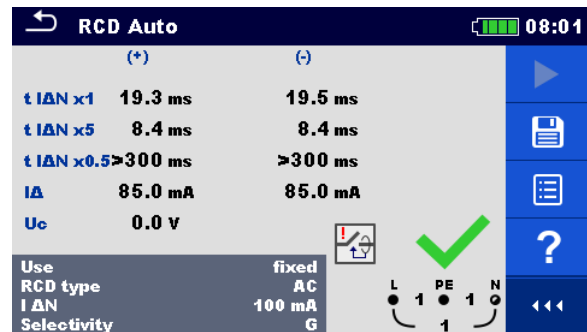 RCD Auto 08:01
(+) (-)
t IΔN x1 19.3 ms 19.5 ms
t IΔN x5 8.4 ms 8.4 ms
t IΔN x0.5 >300 ms >300 ms
IΔ 85.0 mA 85.0 mA
Uc 0.0 V
!
?
Use fixed
RCD type AC
I ΔN 100 mA
Selectivity G
L PE N
1 1
1